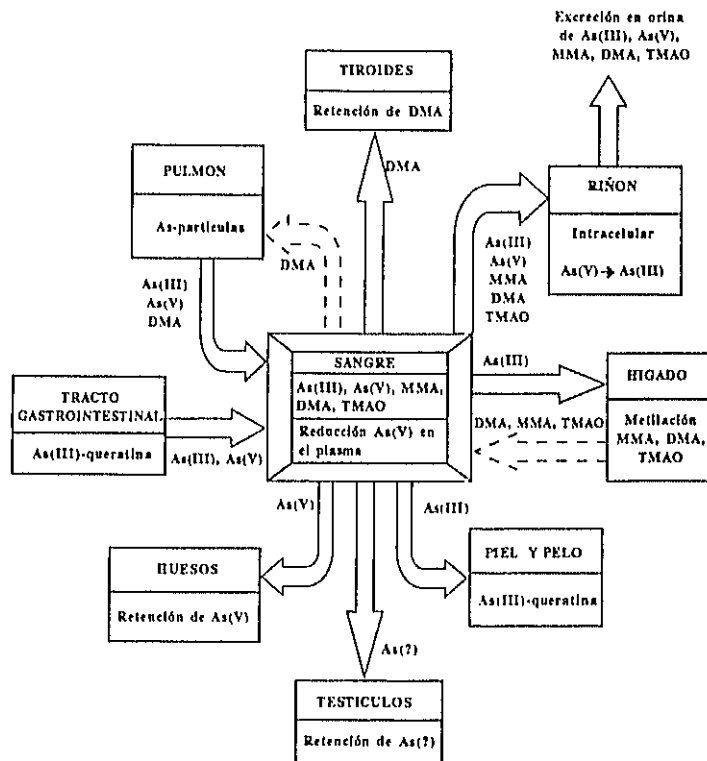 Excreción en orina
de As(III), As(V),
MMA, DMA, TMAO
TIROIDES
Retención de DMA
DMA
PULMON
As-partículas
DMA
As(III)
As(V)
DMA
RIÑON
Intracelular
As(V) → As(III)
As(III)
As(V)
MMA
DMA
TMAO
SANGRE
As(III), As(V), MMA,
DMA, TMAO
Reducción As(V) en
el plasma
As(III)
HIGADO
Metilación
MMA, DMA,
TMAO
DMA, MMA, TMAO
TRACTO
GASTROINTESTINAL
As(III)-queratina
As(III), As(V)
As(V)
As(III)
HUESOS
Retención de As(V)
PIEL Y PELO
As(III)-queratina
As(?)
TESTICULOS
Retención de As(?)